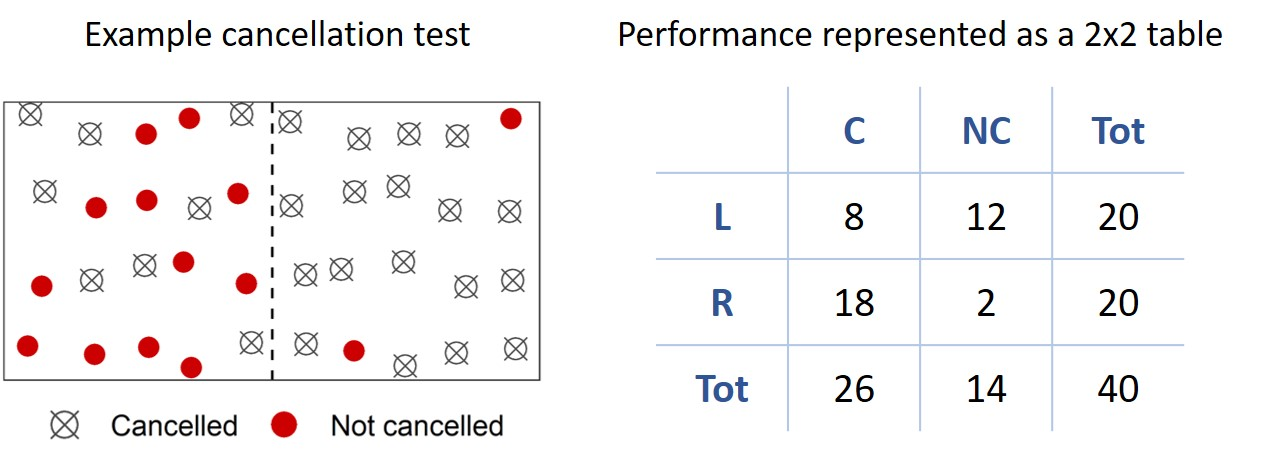 Example cancellation test
Cancelled Not cancelled
Performance represented as a 2x2 table
C NC Tot
L 8 12 20
R 18 2 20
Tot 26 14 40